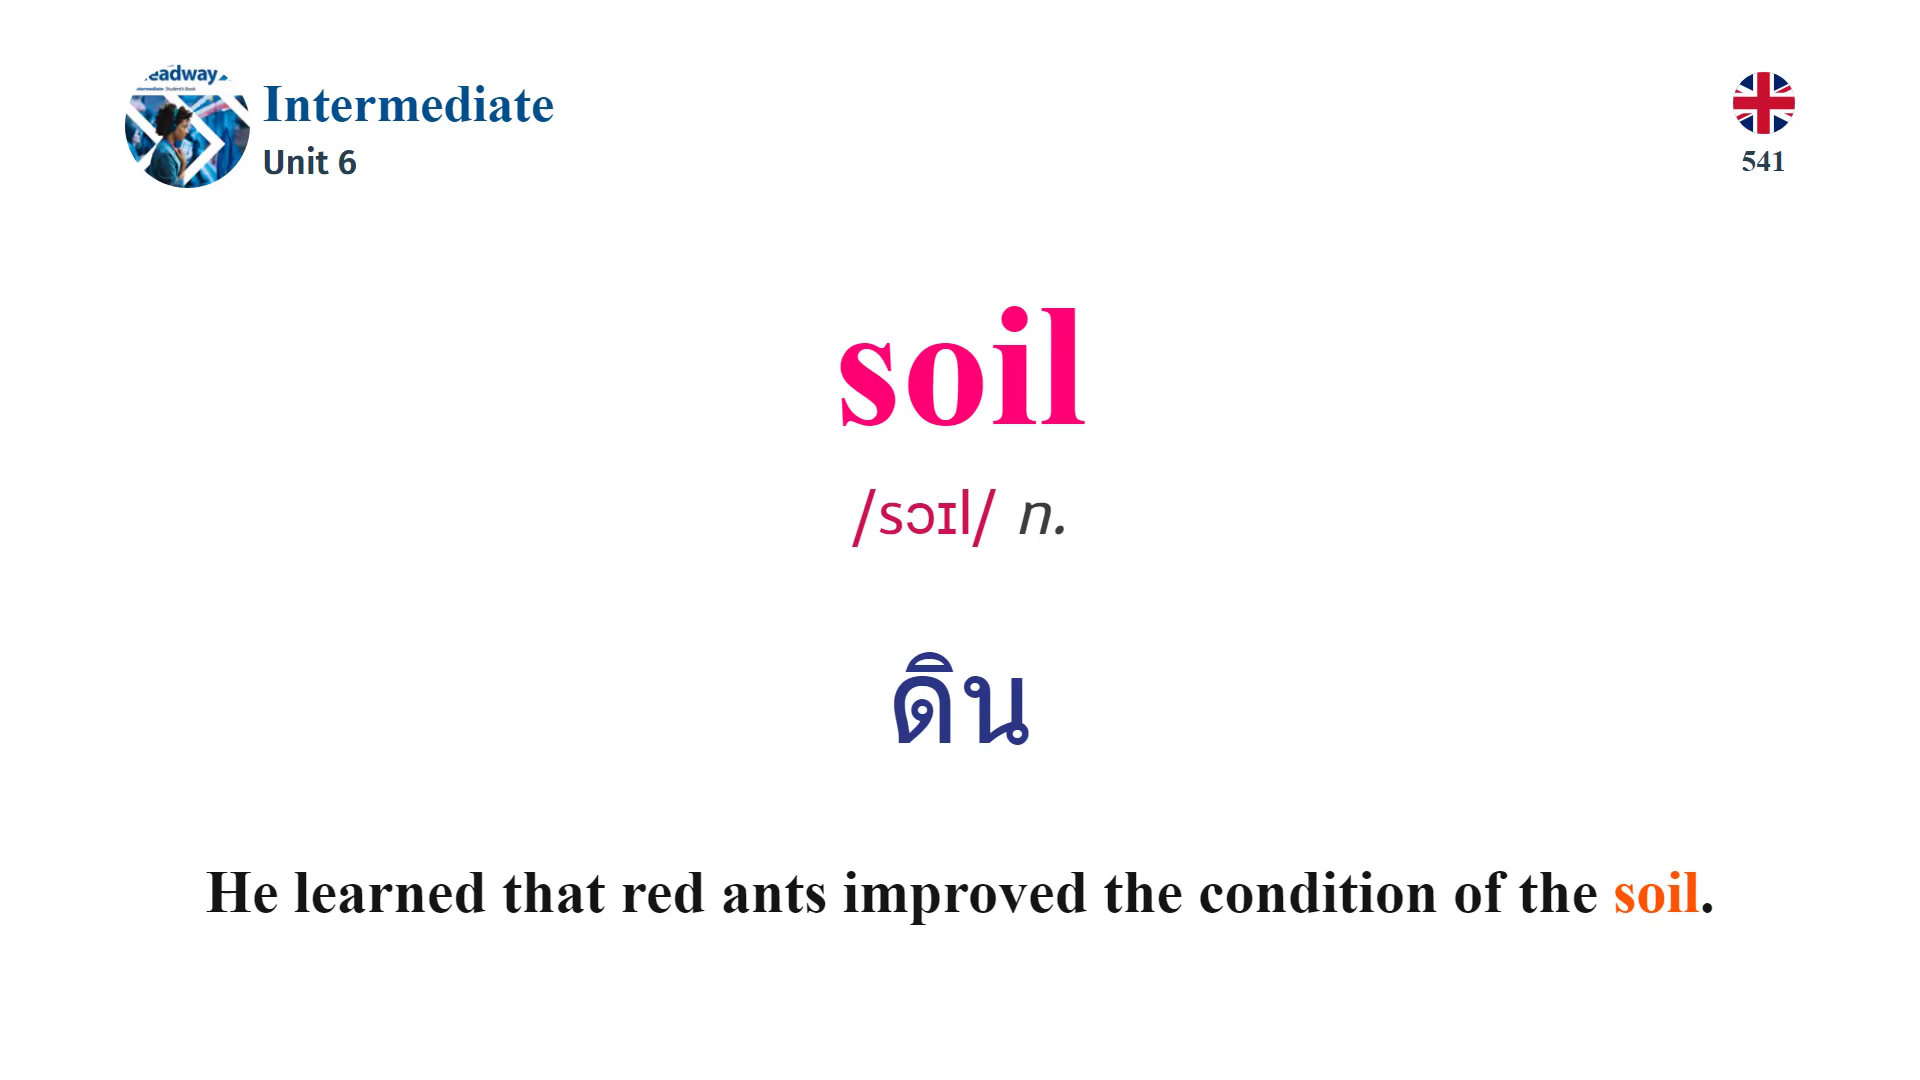 eadway
Intermediate
Unit 6
541
soil
/sɔɪl/ n.
ดิน
He learned that red ants improved the condition of the soil.